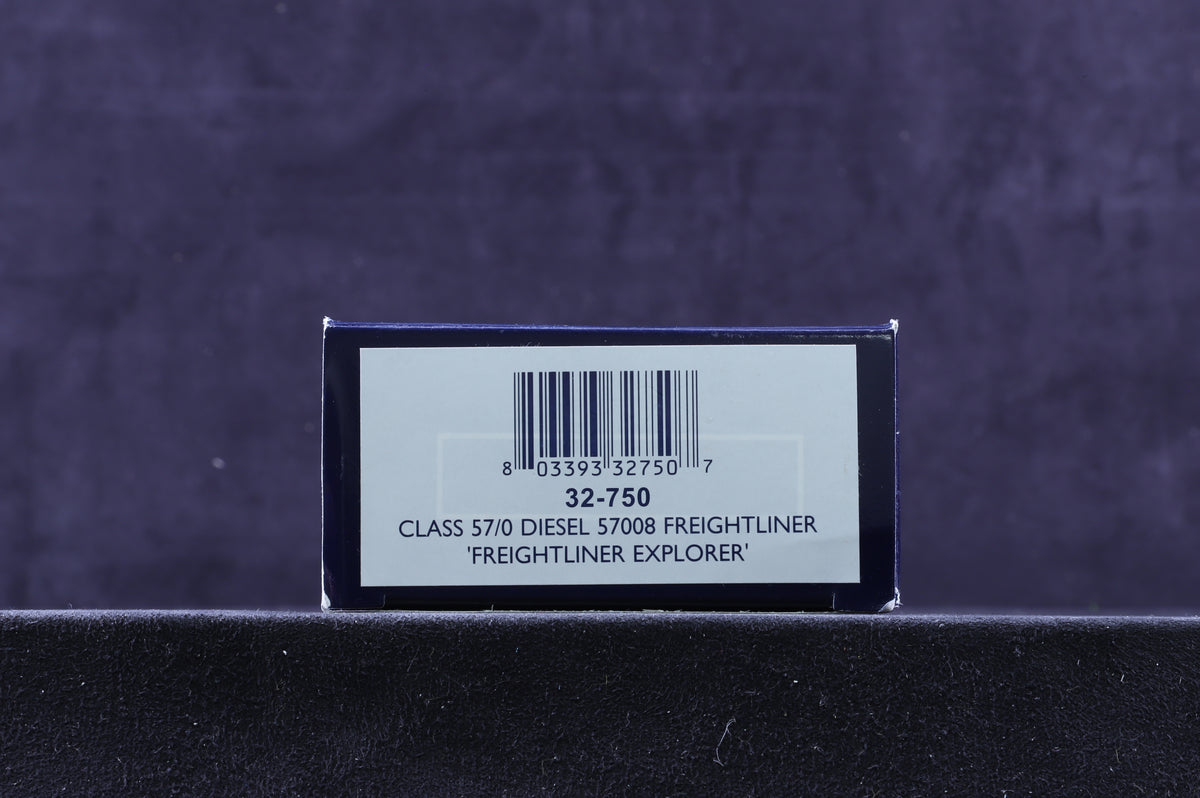 8 03393 32750 7
32-750
CLASS 57/0 DIESEL 57008 FREIGHTLINER
'FREIGHTLINER EXPLORER'